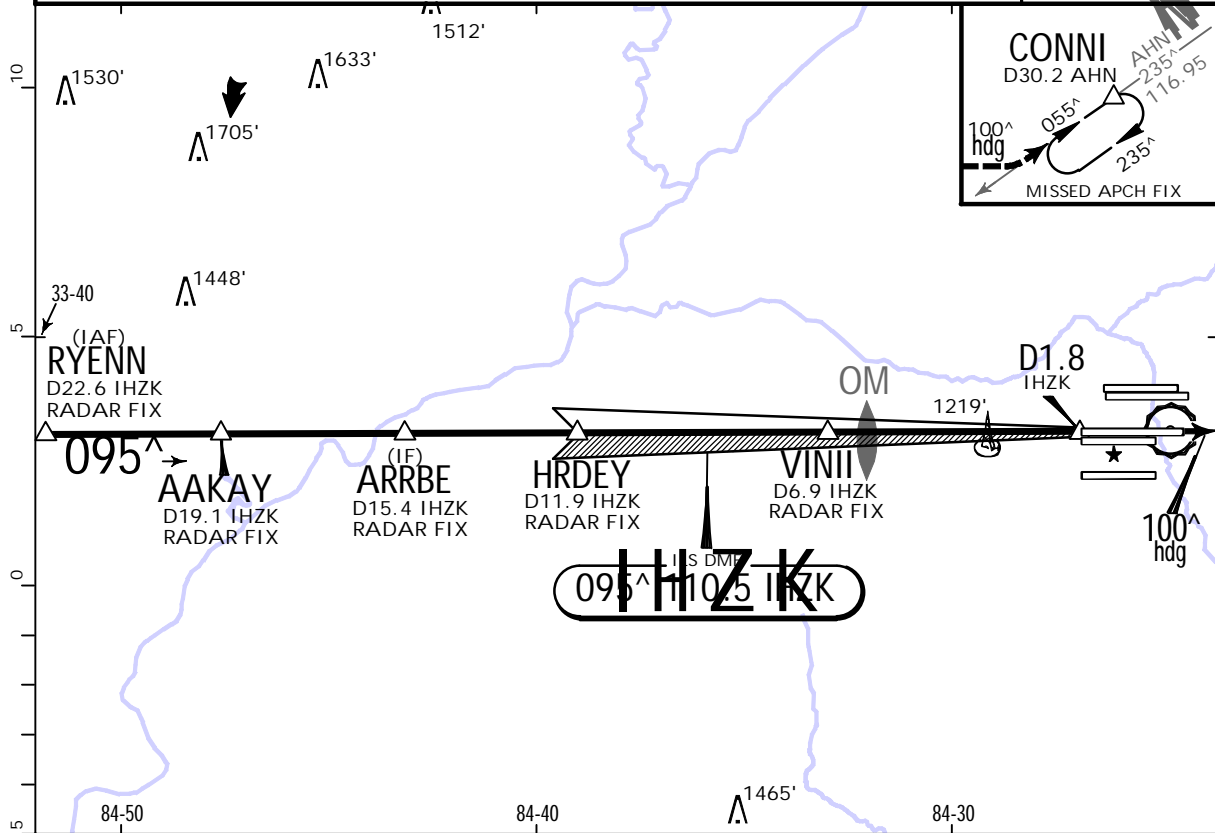 1512'
1530'
1633'
1705'
10
CONNI
D30.2 AHN
AHN
235^
116.95
055^
235^
100^
hdg
MISSED APCH FIX
1448'
33-40
5
(IAF)
RYENN
D22.6 IHZK
RADAR FIX
095^
AAKAY
D19.1 IHZK
RADAR FIX
(IF)
ARRBE
D15.4 IHZK
RADAR FIX
HRDEY
D11.9 IHZK
RADAR FIX
VINII
D6.9 IHZK
RADAR FIX
OM
1219'
D1.8
IHZK
100^
hdg
ILS DME
095^ 110.5 IHZK
IHZK
0
5
1465'
84-50
84-40
84-30